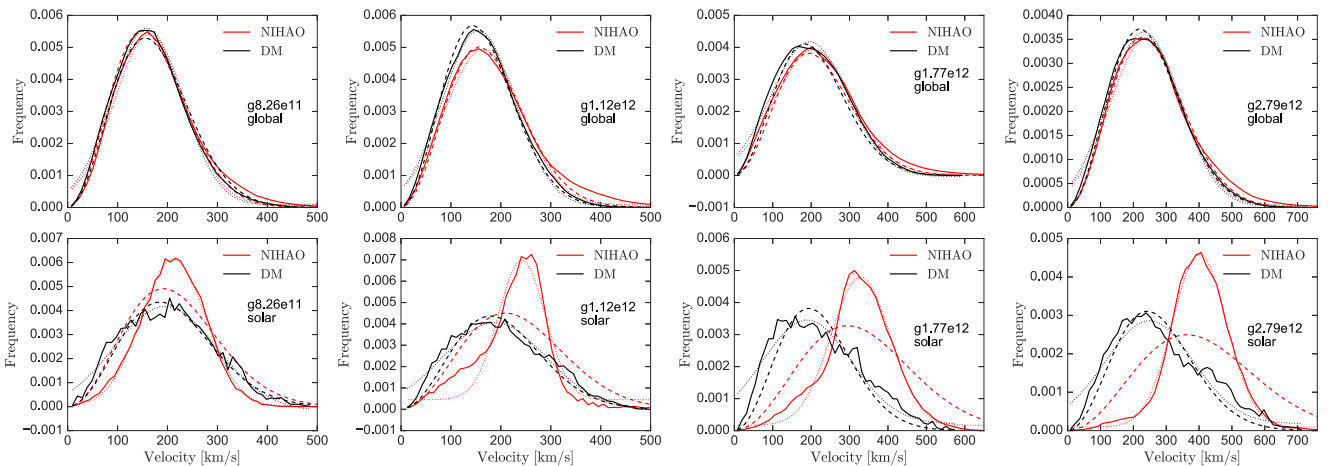 0.006
0.005
0.004
0.003
0.002
0.001
0.000
Frequency
NIHAO
DM
g8.26e11
global
0 100 200 300 400 500
0.006
0.005
0.004
0.003
0.002
0.001
0.000
Frequency
NIHAO
DM
g1.12e12
global
0 100 200 300 400 500
0.005
0.004
0.003
0.002
0.001
0.000
−0.001
Frequency
NIHAO
DM
g1.77e12
global
0 100 200 300 400 500 600
0.0040
0.0035
0.0030
0.0025
0.0020
0.0015
0.0010
0.0005
0.0000
Frequency
NIHAO
DM
g2.79e12
global
0 100 200 300 400 500 600 700
0.007
0.006
0.005
0.004
0.003
0.002
0.001
0.000
−0.001
Frequency
NIHAO
DM
g8.26e11
solar
0 100 200 300 400 500
Velocity [km/s]
0.008
0.007
0.006
0.005
0.004
0.003
0.002
0.001
0.000
−0.001
Frequency
NIHAO
DM
g1.12e12
solar
0 100 200 300 400 500
Velocity [km/s]
0.006
0.005
0.004
0.003
0.002
0.001
0.000
Frequency
NIHAO
DM
g1.77e12
solar
0 100 200 300 400 500 600
Velocity [km/s]
0.005
0.004
0.003
0.002
0.001
0.000
Frequency
NIHAO
DM
g2.79e12
solar
0 100 200 300 400 500 600 700
Velocity [km/s]